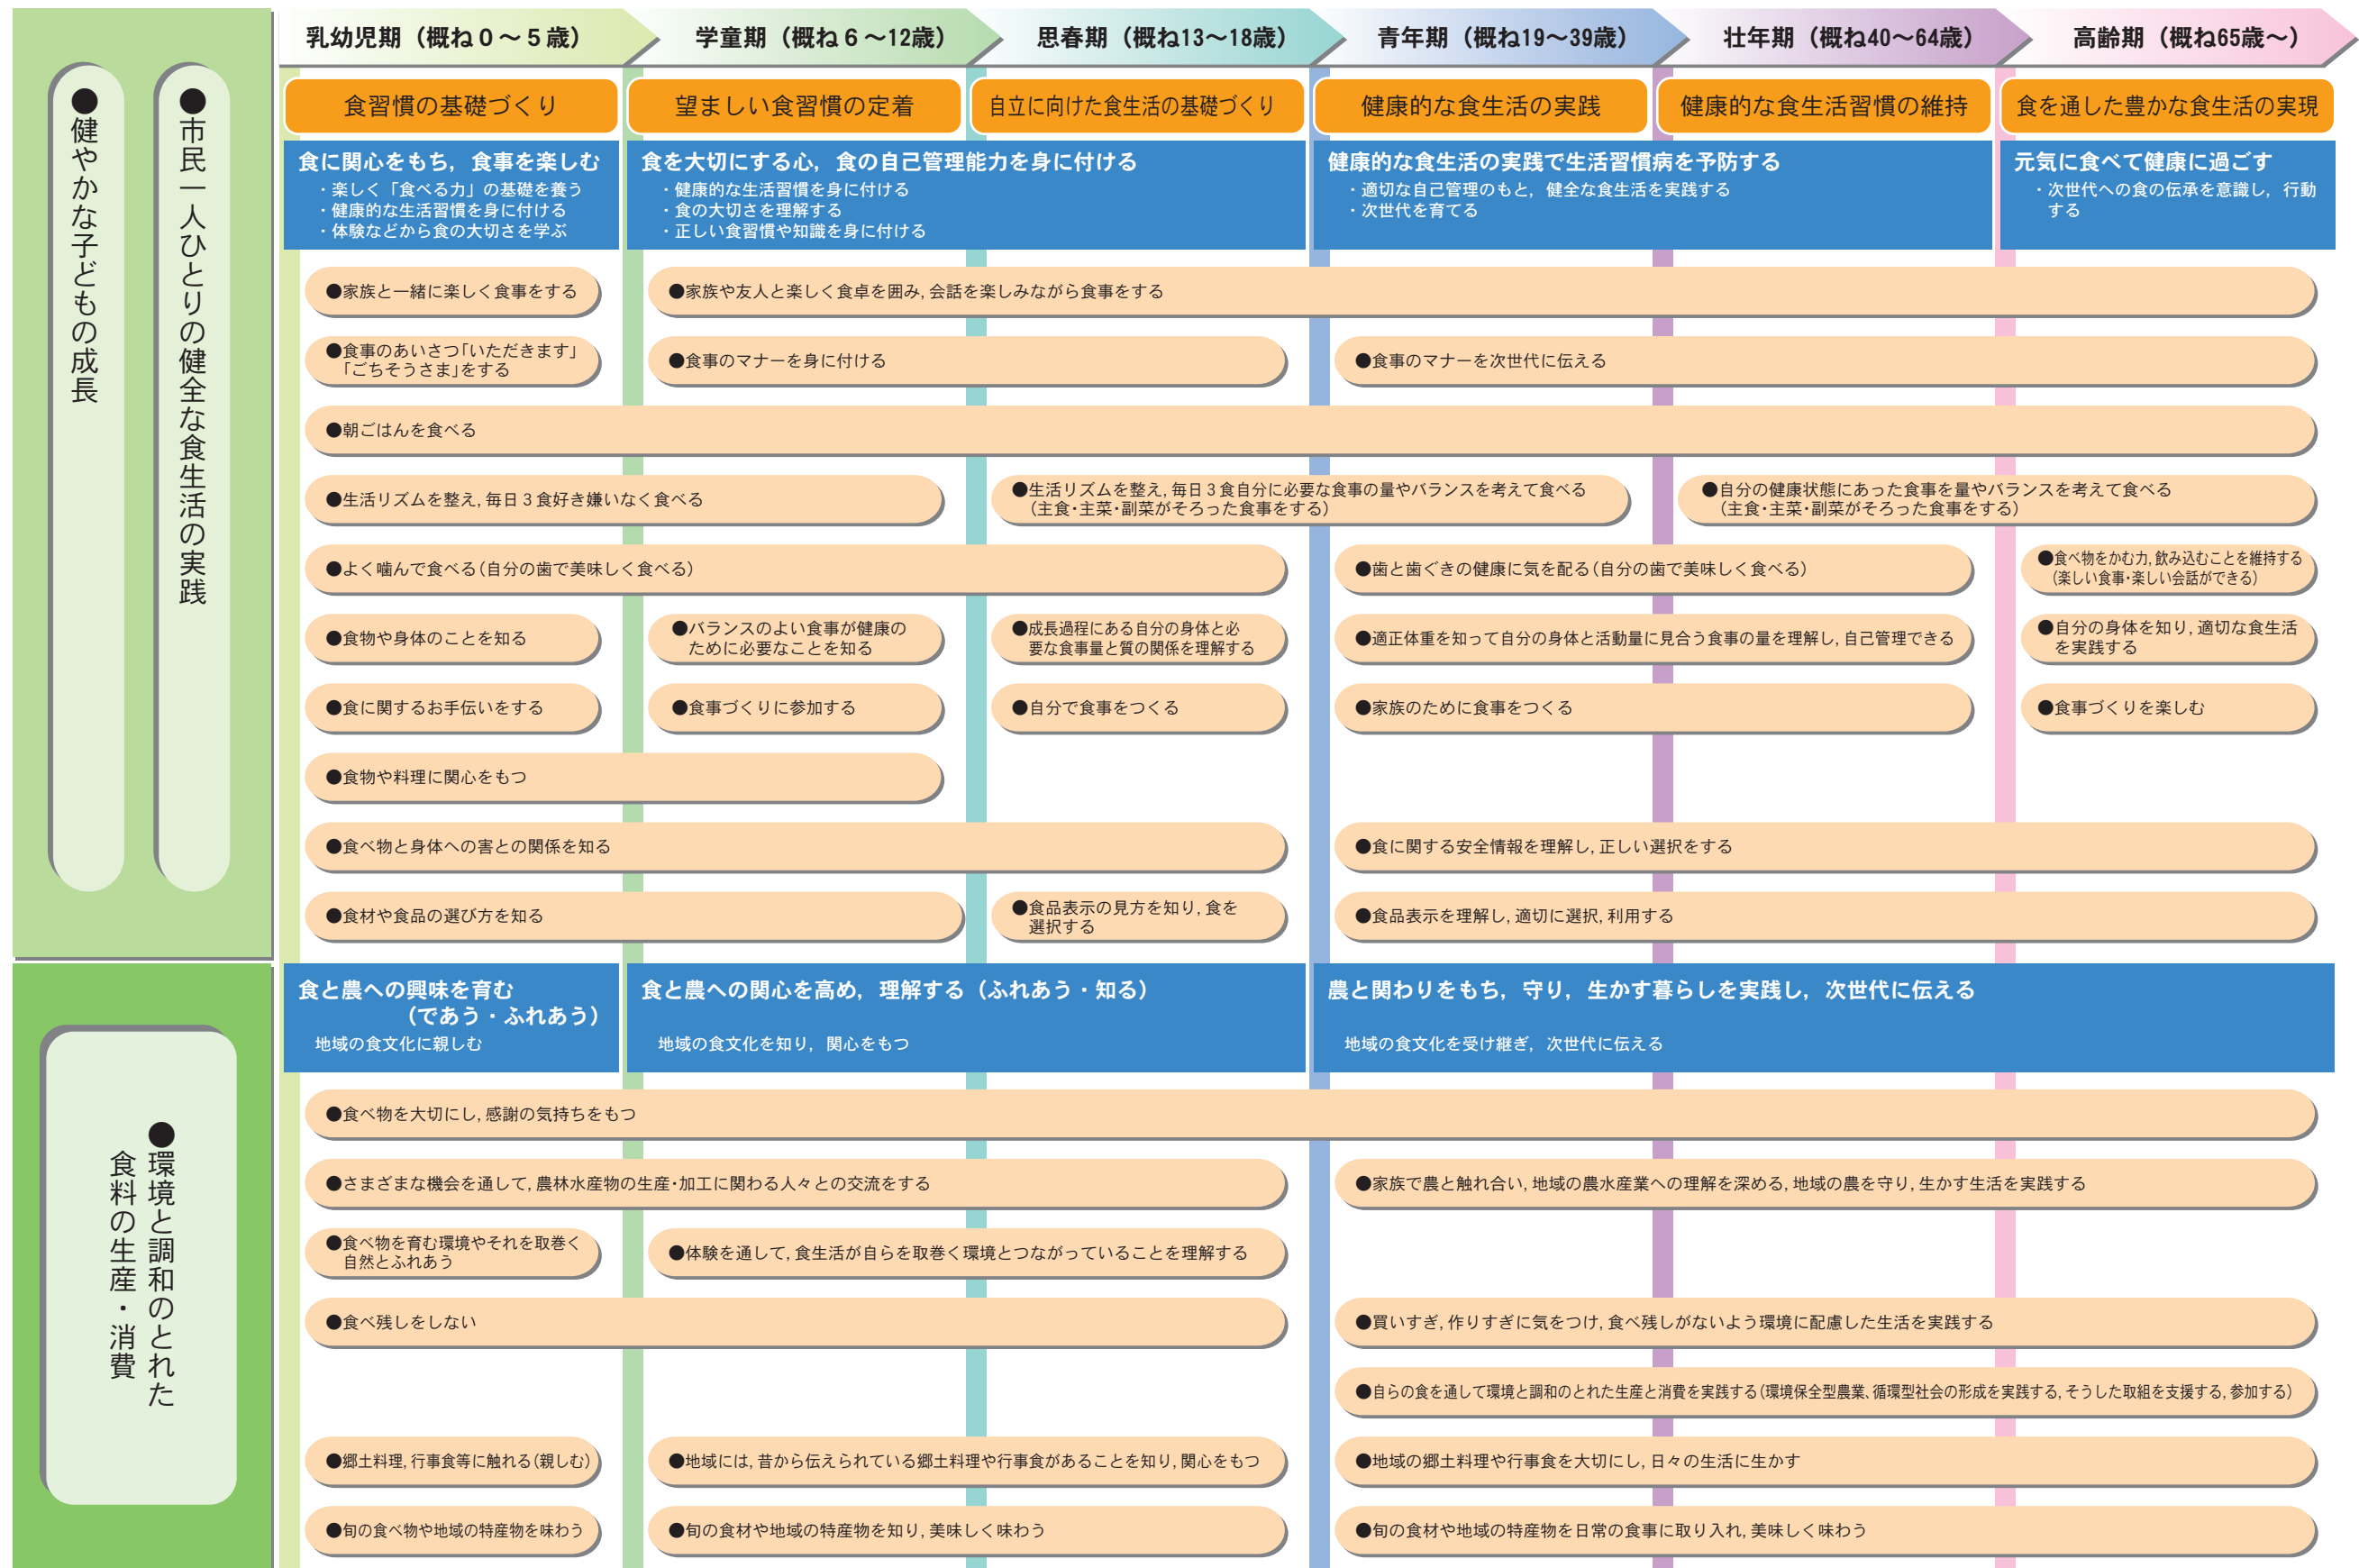 ●健やかな子どもの成長
●市民一人ひとりの健全な食生活の実践
乳幼児期（概ね０～５歳）
学童期（概ね６～12歳）
思春期（概ね13～18歳）
青年期（概ね19～39歳）
壮年期（概ね40～64歳）
高齢期（概ね65歳～）
食習慣の基礎づくり
望ましい食習慣の定着
自立に向けた食生活の基礎づくり
健康的な食生活の実践
健康的な食生活習慣の維持
食を通した豊かな食生活の実現
食に関心をもち，食事を楽しむ
・楽しく「食べる力」の基礎を養う
・健康的な生活習慣を身に付ける
・体験などから食の大切さを学ぶ
食を大切にする心，食の自己管理能力を身に付ける
・健康的な生活習慣を身に付ける
・食の大切さを理解する
・正しい食習慣や知識を身に付ける
健康的な食生活の実践で生活習慣病を予防する
・適切な自己管理のもと，健全な食生活を実践する
・次世代を育てる
元気に食べて健康に過ごす
・次世代への食の伝承を意識し，行動
する
●家族と一緒に楽しく食事をする
●家族や友人と楽しく食卓を囲み，会話を楽しみながら食事をする
●食事のあいさつ「いただきます」
「ごちそうさま」をする
●食事のマナーを身に付ける
●食事のマナーを次世代に伝える
●朝ごはんを食べる
●生活リズムを整え，毎日３食好き嫌いなく食べる
●生活リズムを整え，毎日３食自分に必要な食事の量やバランスを考えて食べる
（主食・主菜・副菜がそろった食事をする）
●自分の健康状態にあった食事を量やバランスを考えて食べる
（主食・主菜・副菜がそろった食事をする）
●よく噛んで食べる（自分の歯で美味しく食べる）
●歯と歯ぐきの健康に気を配る（自分の歯で美味しく食べる）
●食べ物をかむ力，飲み込むことを維持する
（楽しい食事・楽しい会話ができる）
●食物や身体のことを知る
●バランスのよい食事が健康の
ために必要なことを知る
●成長過程にある自分の身体と必
要な食事量と質の関係を理解する
●適正体重を知って自分の身体と活動量に見合う食事の量を理解し，自己管理できる
●自分の身体を知り，適切な食生活
を実践する
●食に関するお手伝いをする
●食事づくりに参加する
●自分で食事をつくる
●家族のために食事をつくる
●食事づくりを楽しむ
●食物や料理に関心をもつ
●食べ物と身体への害との関係を知る
●食に関する安全情報を理解し，正しい選択をする
●食材や食品の選び方を知る
●食品表示の見方を知り，食を
選択する
●食品表示を理解し，適切に選択，利用する
●環境と調和のとれた
食料の生産・消費
食と農への興味を育む
（であう・ふれあう）
地域の食文化に親しむ
食と農への関心を高め，理解する（ふれあう・知る）
地域の食文化を知り，関心をもつ
農と関わりをもち，守り，生かす暮らしを実践し，次世代に伝える
地域の食文化を受け継ぎ，次世代に伝える
●食べ物を大切にし，感謝の気持ちをもつ
●さまざまな機会を通して，農林水産物の生産・加工に関わる人々との交流をする
●家族で農と触れ合い，地域の農水産業への理解を深める，地域の農を守り，生かす生活を実践する
●食べ物を育む環境やそれを取巻く
自然とふれあう
●体験を通して，食生活が自らを取巻く環境とつながっていることを理解する
●食べ残しをしない
●買いすぎ，作りすぎに気をつけ，食べ残しがないよう環境に配慮した生活を実践する
●自らの食を通して環境と調和のとれた生産と消費を実践する（環境保全型農業、循環型社会の形成を実践する，そうした取組を支援する，参加する）
●郷土料理，行事食等に触れる（親しむ）
●地域には，昔から伝えられている郷土料理や行事食があることを知り，関心をもつ
●地域の郷土料理や行事食を大切にし，日々の生活に生かす
●旬の食べ物や地域の特産物を味わう
●旬の食材や地域の特産物を知り，美味しく味わう
●旬の食材や地域の特産物を日常の食事に取り入れ，美味しく味わう